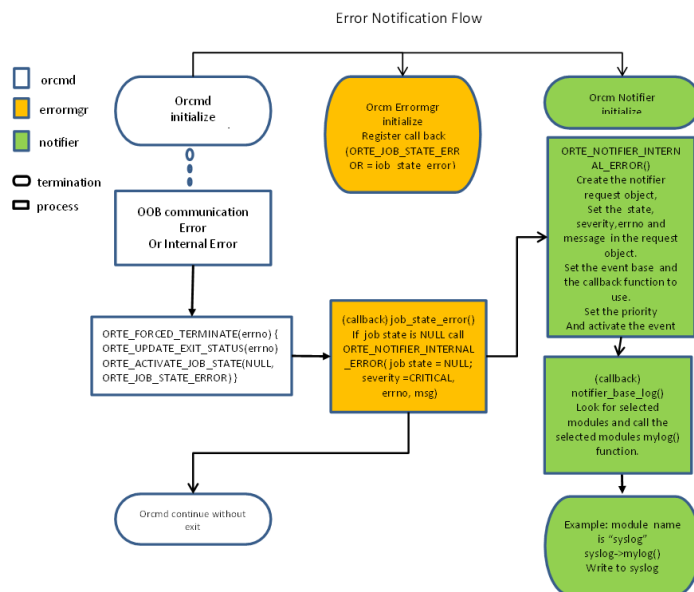 Error Notification Flow
orcmd
errormgr
notifier
termination
process
Orcmd
initialize
Orcm Errormgr
initialize
Register call back
(ORTE_JOB_STATE_ERR
OR = job state error)
Orcm Notifier
initialize
OOB communication
Error
Or Internal Error
ORTE_NOTIFIER_INTERN
AL_ERROR()
Create the notifier
request object,
Set the state,
severity,errno and
message in the request
object.
Set the event base and
the callback function to
use.
Set the priority
And activate the event
ORTE_FORCED_TERMINATE(errno) {
ORTE_UPDATE_EXIT_STATUS(errno)
ORTE_ACTIVATE_JOB_STATE(NULL,
ORTE_JOB_STATE_ERROR) }
(callback) job_state_error()
If job state is NULL call
ORTE_NOTIFIER_INTERNAL
_ERROR( job state = NULL;
severity =CRITICAL,
errno, msg)
(callback)
notifier_base_log()
Look for selected
modules and call the
selected modules mylog()
function.
Orcmd continue without
exit
Example: module name
is “syslog”
syslog->mylog()
Write to syslog